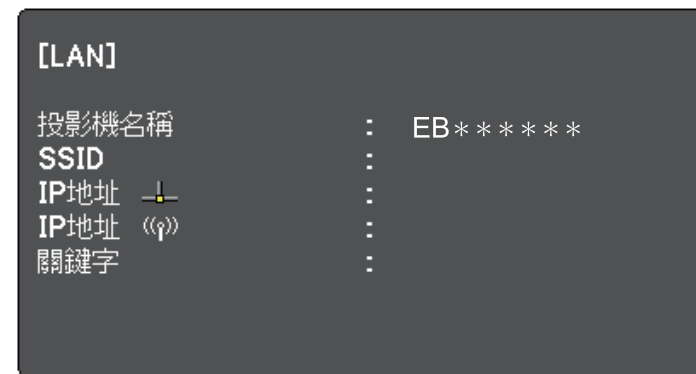 [LAN]
投影機名稱 : EB******
SSID :
IP地址 :
IP地址 :
關鍵字 :